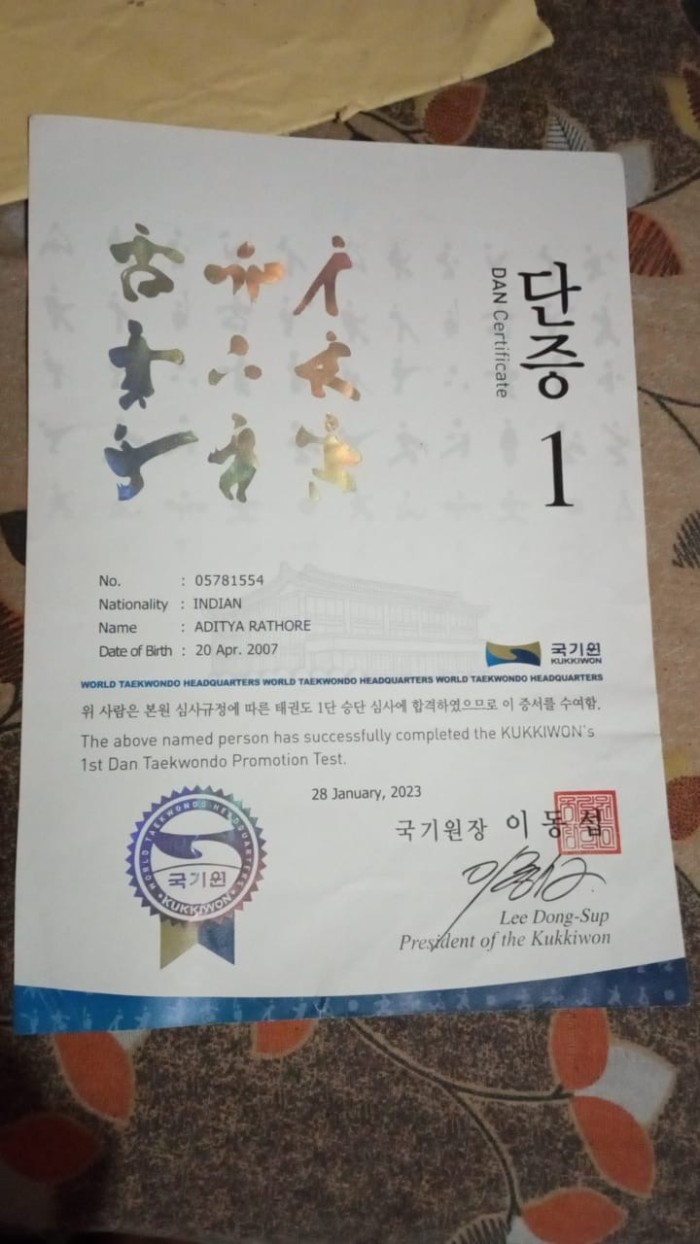 단증 1
DAN Certificate
No. : 05781554
Nationality : INDIAN
Name : ADITYA RATHORE
Date of Birth : 20 Apr. 2007
국기원
KUKKIWON
WORLD TAEKWONDO HEADQUARTERS WORLD TAEKWONDO HEADQUARTERS WORLD TAEKWONDO HEADQUARTERS
위 사람은 본원 심사규정에 따른 태권도 1단 승단 심사에 합격하였으므로 이 증서를 수여함.
The above named person has successfully completed the KUKKIWON's
1st Dan Taekwondo Promotion Test.
28 January, 2023
국기원장 이동섭
WORLD TAEKWONDO HEADQUARTERS
국기원
KUKKIWON
Lee Dong-Sup
President of the Kukkiwon